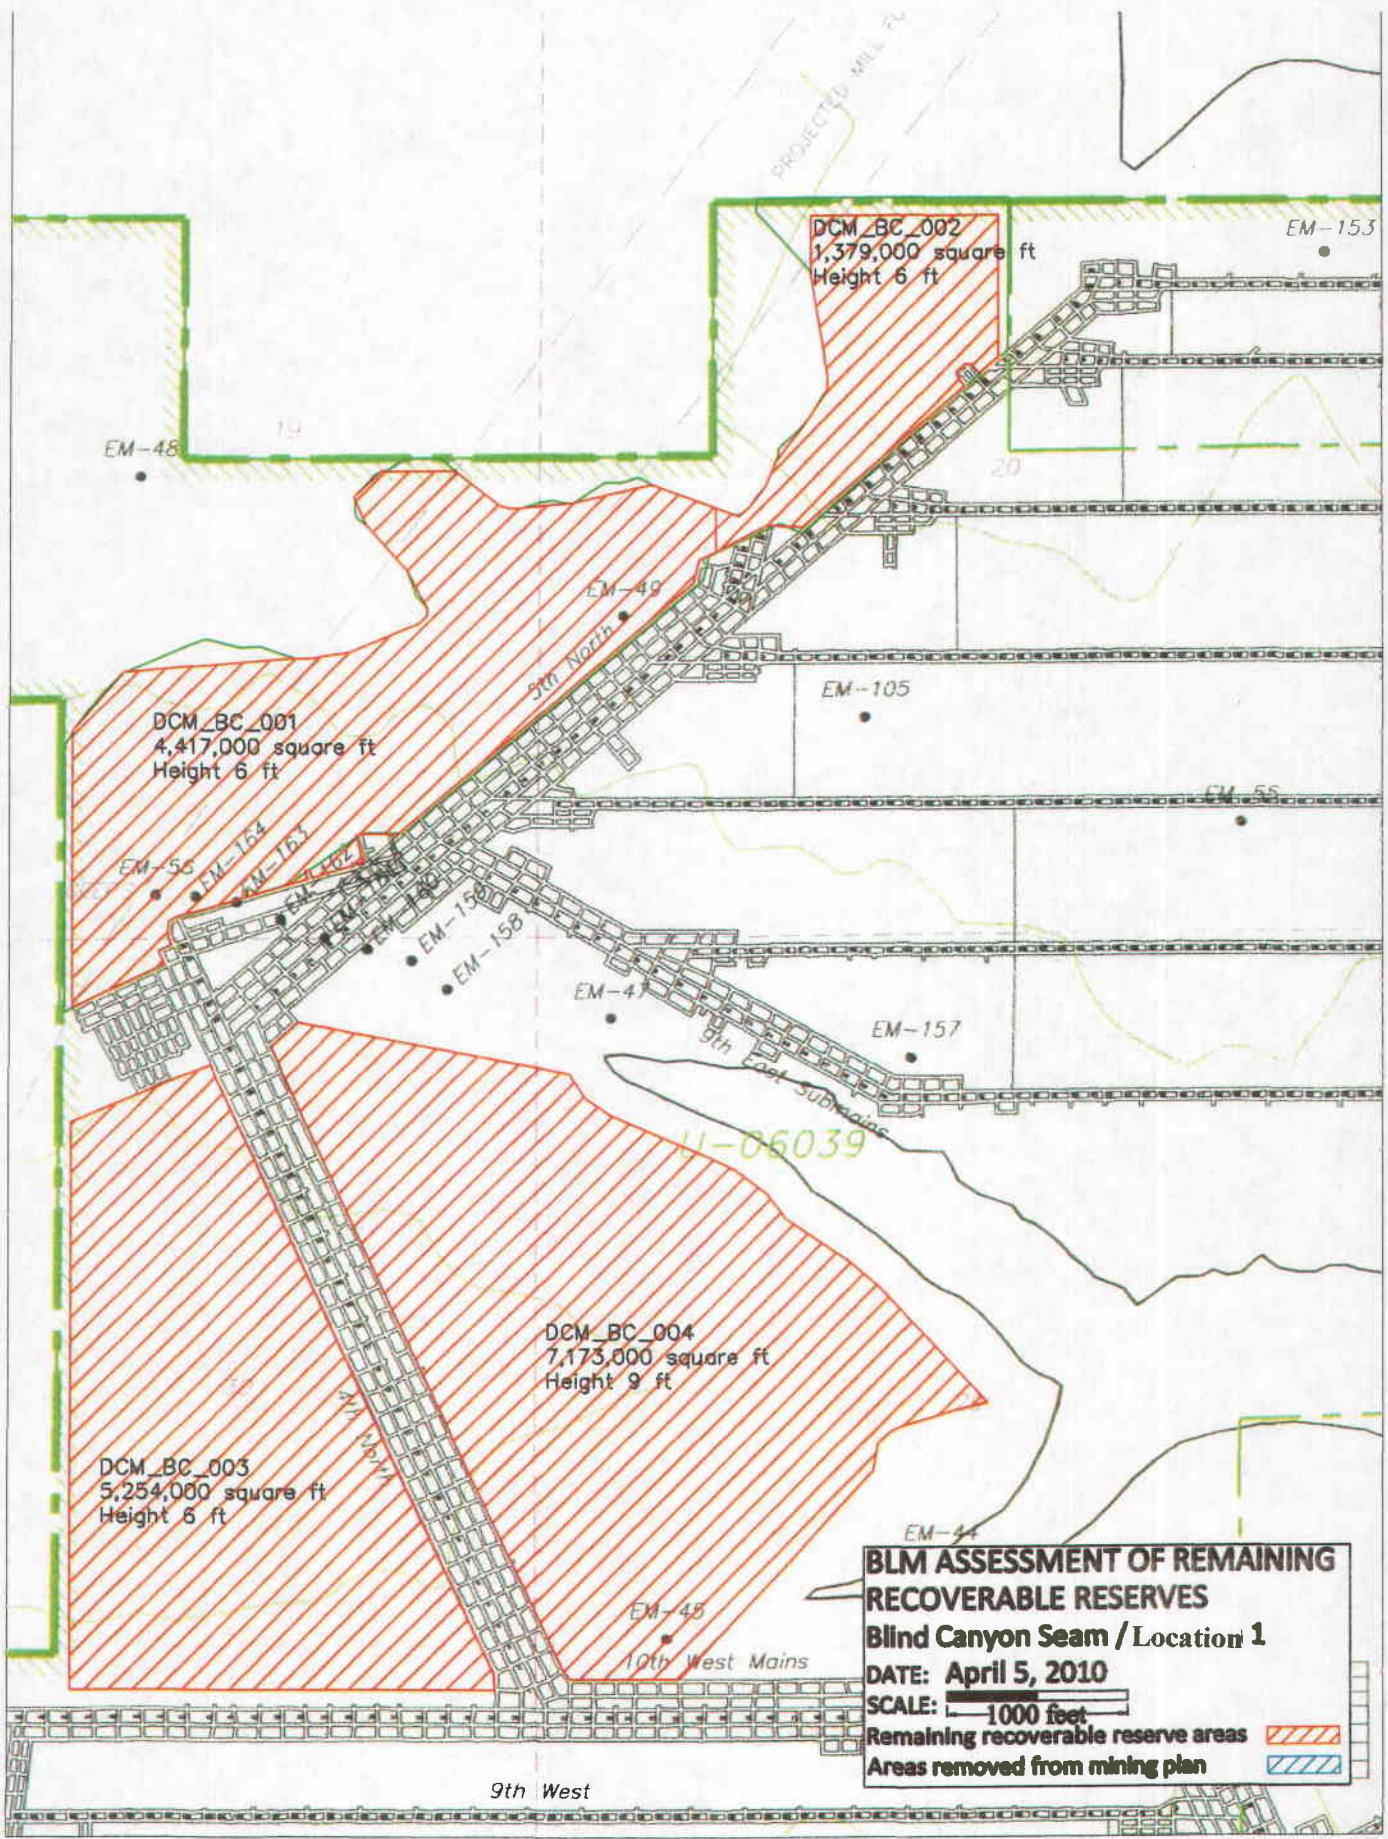 PROJECTED MILL
DCM_BC_002
1,379,000 square ft
Height 6 ft
EM-153
19
EM-48
20
EM-49
5th North
EM-105
DCM_BC_001
4,417,000 square ft
Height 6 ft
EM-55
EM-164
EM-163
EM-56
EM-158
EM-47
EM-157
9th East Submains
U-06039
DCM_BC_004
7,173,000 square ft
Height 9 ft
4th North
DCM_BC_003
5,254,000 square ft
Height 6 ft
EM-44
EM-45
10th West Mains
BLM ASSESSMENT OF REMAINING
RECOVERABLE RESERVES
Blind Canyon Seam / Location 1
DATE: April 5, 2010
SCALE:
1000 feet
Remaining recoverable reserve areas
Areas removed from mining plan
9th West